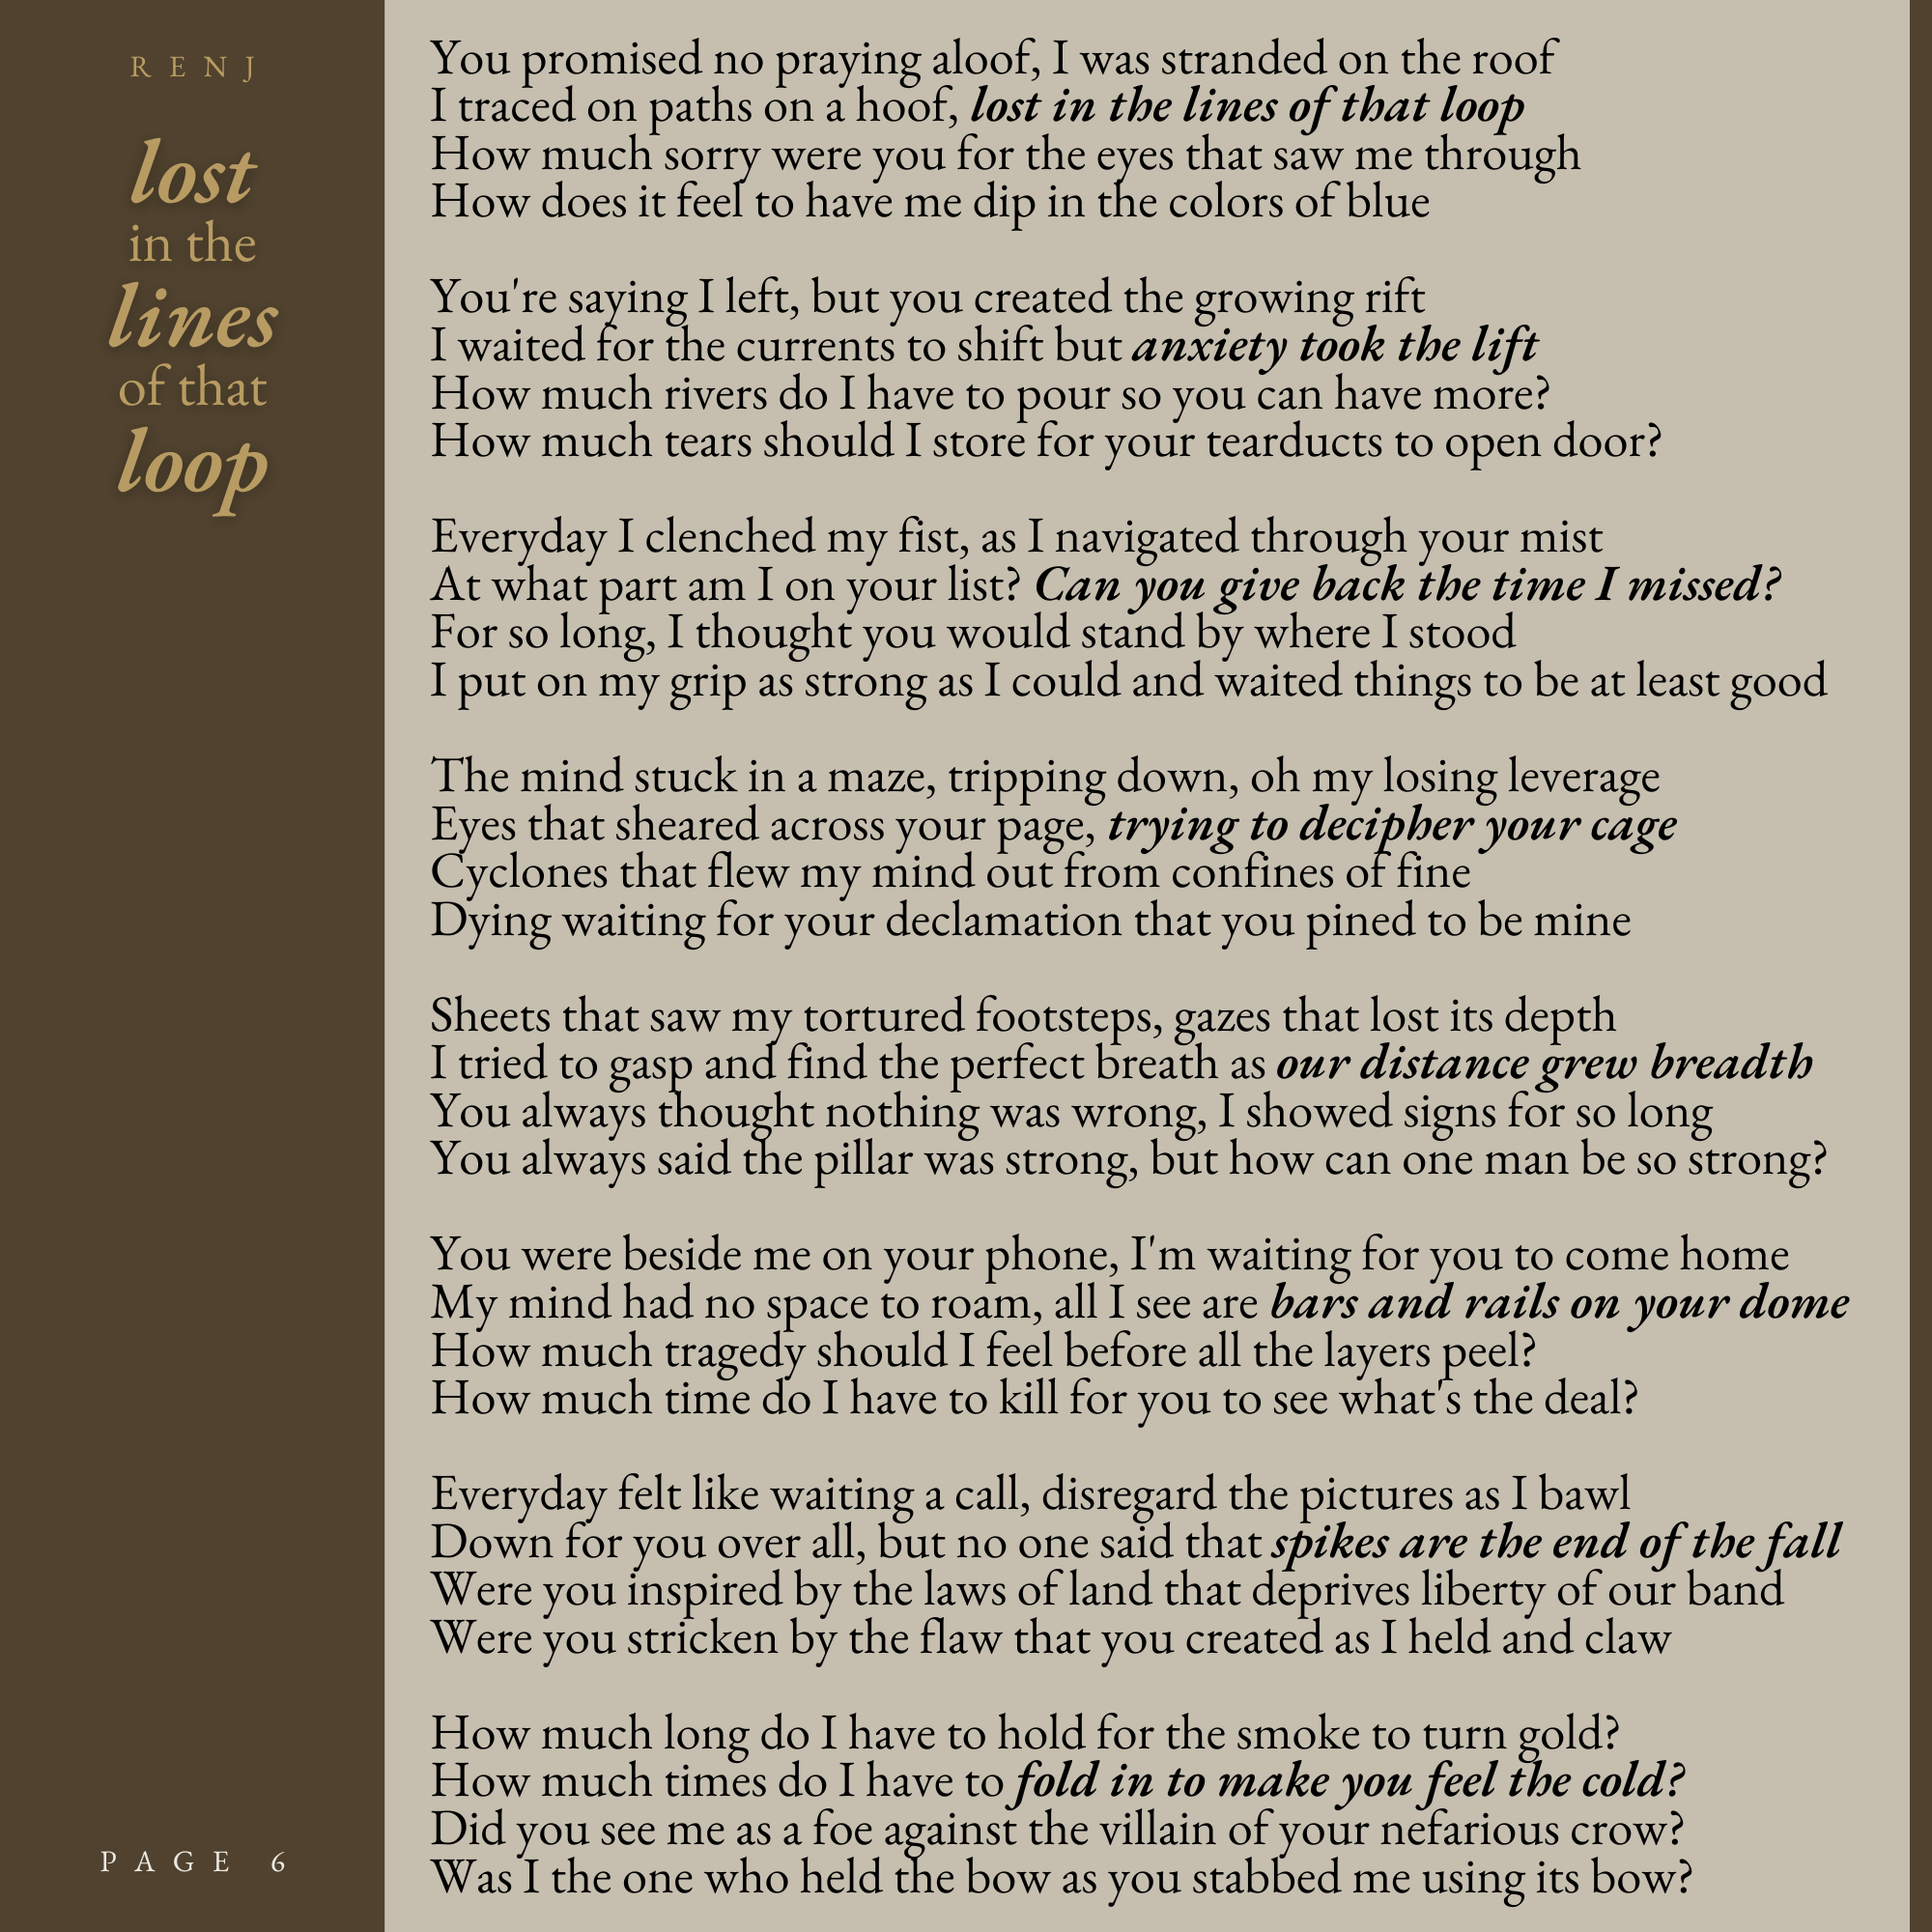 RENJ
lost
in the
lines
of that
loop
You promised no praying aloof, I was stranded on the roof
I traced on paths on a hoof, lost in the lines of that loop
How much sorry were you for the eyes that saw me through
How does it feel to have me dip in the colors of blue
You're saying I left, but you created the growing rift
I waited for the currents to shift but anxiety took the lift
How much rivers do I have to pour so you can have more?
How much tears should I store for your tearducts to open door?
Everyday I clenched my fist, as I navigated through your mist
At what part am I on your list? Can you give back the time I missed?
For so long, I thought you would stand by where I stood
I put on my grip as strong as I could and waited things to be at least good
The mind stuck in a maze, tripping down, oh my losing leverage
Eyes that sheared across your page, trying to decipher your cage
Cyclones that flew my mind out from confines of fine
Dying waiting for your declamation that you pined to be mine
Sheets that saw my tortured footsteps, gazes that lost its depth
I tried to gasp and find the perfect breath as our distance grew breadth
You always thought nothing was wrong, I showed signs for so long
You always said the pillar was strong, but how can one man be so strong?
You were beside me on your phone, I'm waiting for you to come home
My mind had no space to roam, all I see are bars and rails on your dome
How much tragedy should I feel before all the layers peel?
How much time do I have to kill for you to see what's the deal?
Everyday felt like waiting a call, disregard the pictures as I bawl
Down for you over all, but no one said that spikes are the end of the fall
Were you inspired by the laws of land that deprives liberty of our band
Were you stricken by the flaw that you created as I held and claw
How much long do I have to hold for the smoke to turn gold?
How much times do I have to fold in to make you feel the cold?
Did you see me as a foe against the villain of your nefarious crow?
Was I the one who held the bow as you stabbed me using its bow?
PAGE 6